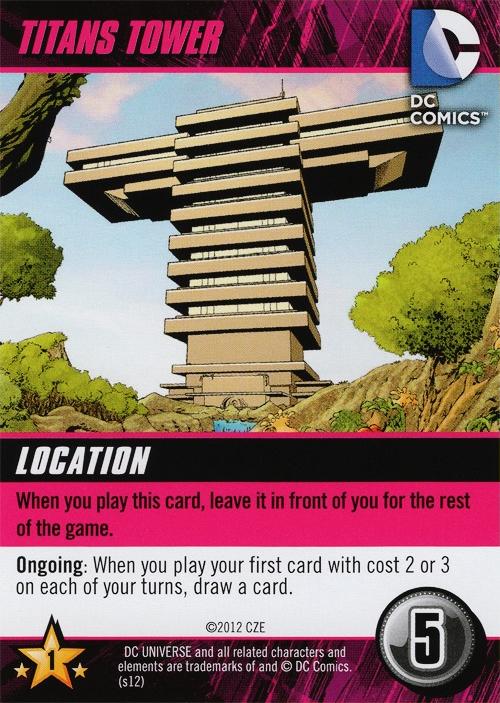 TITANS TOWER
DC
DC
COMICS™
LOCATION
When you play this card, leave it in front of you for the rest
of the game.
Ongoing: When you play your first card with cost 2 or 3
on each of your turns, draw a card.
©2012 CZE
1
DC UNIVERSE and all related characters and
elements are trademarks of and © DC Comics.
(s12)
5